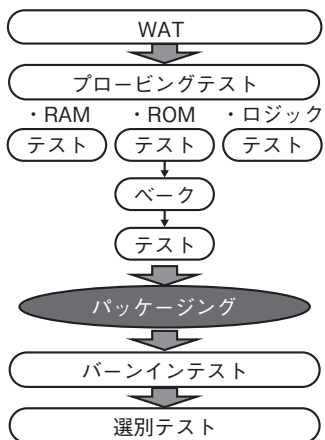 WAT
プロービングテスト
・RAM ・ROM ・ロジック
テスト テスト テスト
ベーク
テスト
パッケージング
バーンインテスト
選別テスト